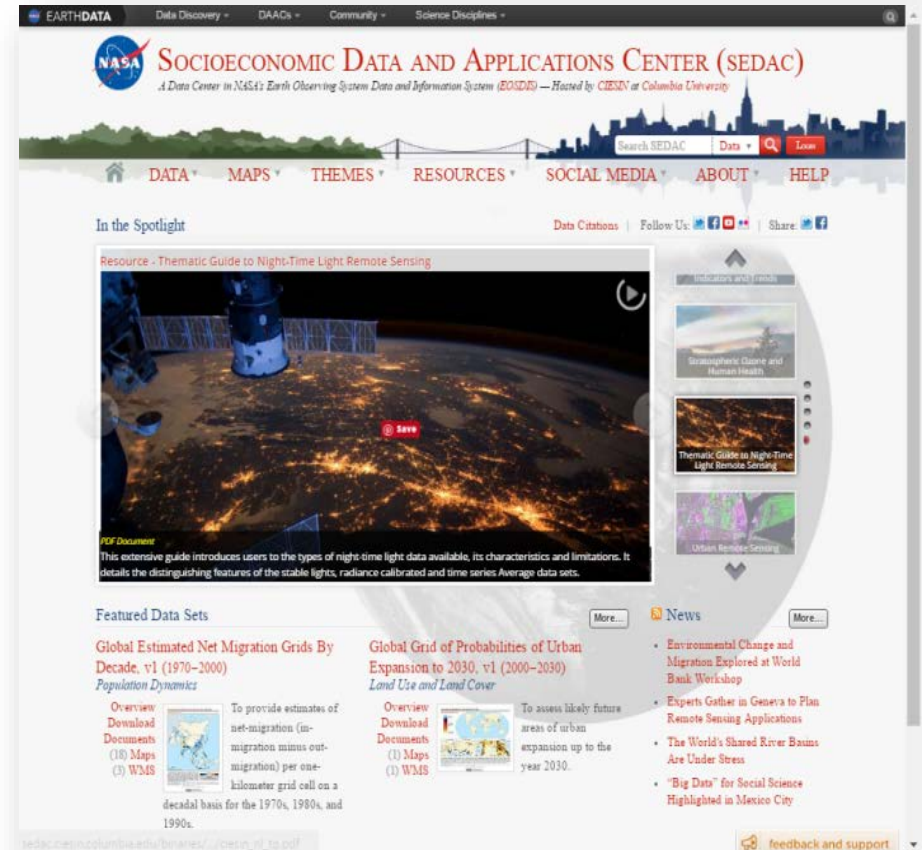 EARTHDATA Data Discovery DAACs Community Science Disciplines
NASA
SOCIOECONOMIC DATA AND APPLICATIONS CENTER (SEDAC)
A Data Center in NASA's Earth Observing System Data and Information System (EOSDIS) — Hosted by CIESIN at Columbia University
Search SEDAC Data LOGIN
DATA MAPS THEMES RESOURCES SOCIAL MEDIA ABOUT HELP
In the Spotlight
Data Citations | Follow Us: | Share:
Resource - Thematic Guide to Night-Time Light Remote Sensing
Save
PDF Document
This extensive guide introduces users to the types of night-time light data available, its characteristics and limitations. It
details the distinguishing features of the stable lights, radiance calibrated and time series Average data sets.
Indicators and Trends
Stratospheric Ozone and
Human Health
Thematic Guide to Night-Time
Light Remote Sensing
Urban Remote Sensing
Featured Data Sets
More...
Global Estimated Net Migration Grids By
Decade, v1 (1970–2000)
Population Dynamics
Overview
Download
Documents
(18) Maps
(3) WMS
To provide estimates of
net-migration (in-
migration minus out-
migration) per one-
kilometer grid cell on a
decadal basis for the 1970s, 1980s, and
1990s.
Global Grid of Probabilities of Urban
Expansion to 2030, v1 (2000–2030)
Land Use and Land Cover
Overview
Download
Documents
(1) Maps
(1) WMS
To assess likely future
areas of urban
expansion up to the
year 2030.
News
More...
Environmental Change and
Migration Explored at World
Bank Workshop
Experts Gather in Geneva to Plan
Remote Sensing Applications
The World's Shared River Basins
Are Under Stress
"Big Data" for Social Science
Highlighted in Mexico City
sedac.ciesin.columbia.edu/binaries/.../ciesin_nl_tg.pdf
feedback and support